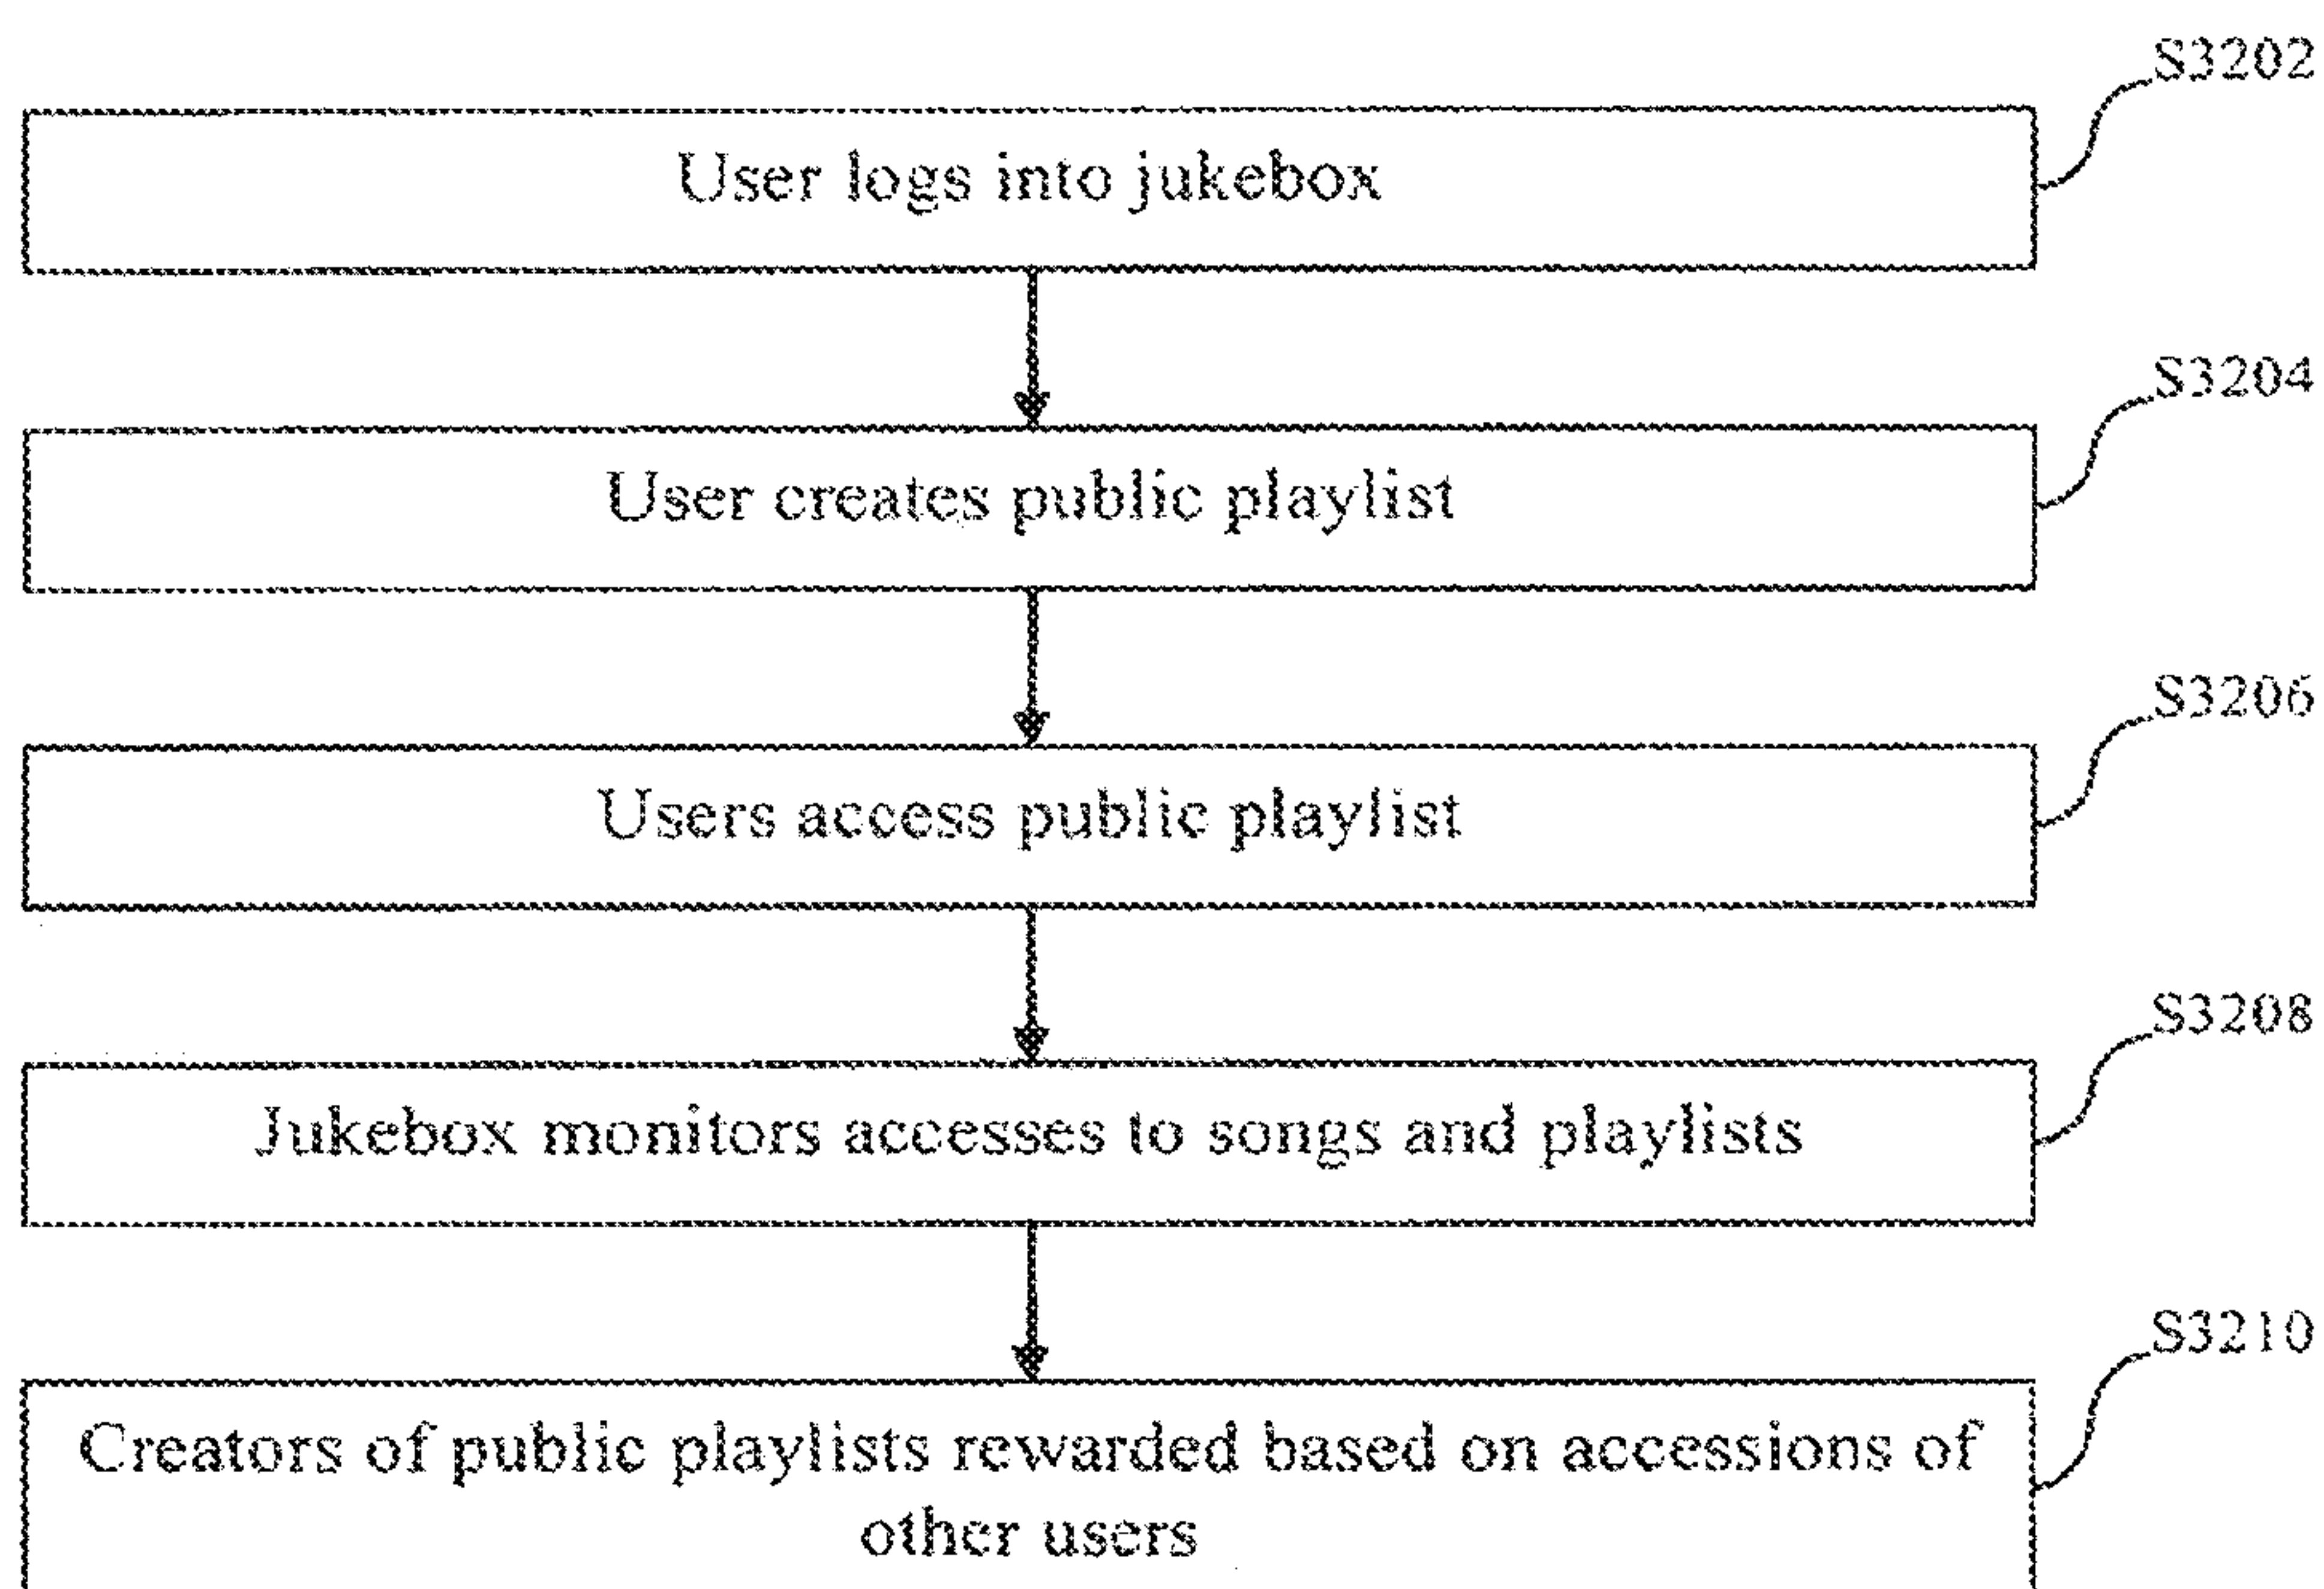 S3202
User logs into jukebox
S3204
User creates public playlist
S3206
Users access public playlist
S3208
Jukebox monitors accesses to songs and playlists
S3210
Creators of public playlists rewarded based on accessions of
other users